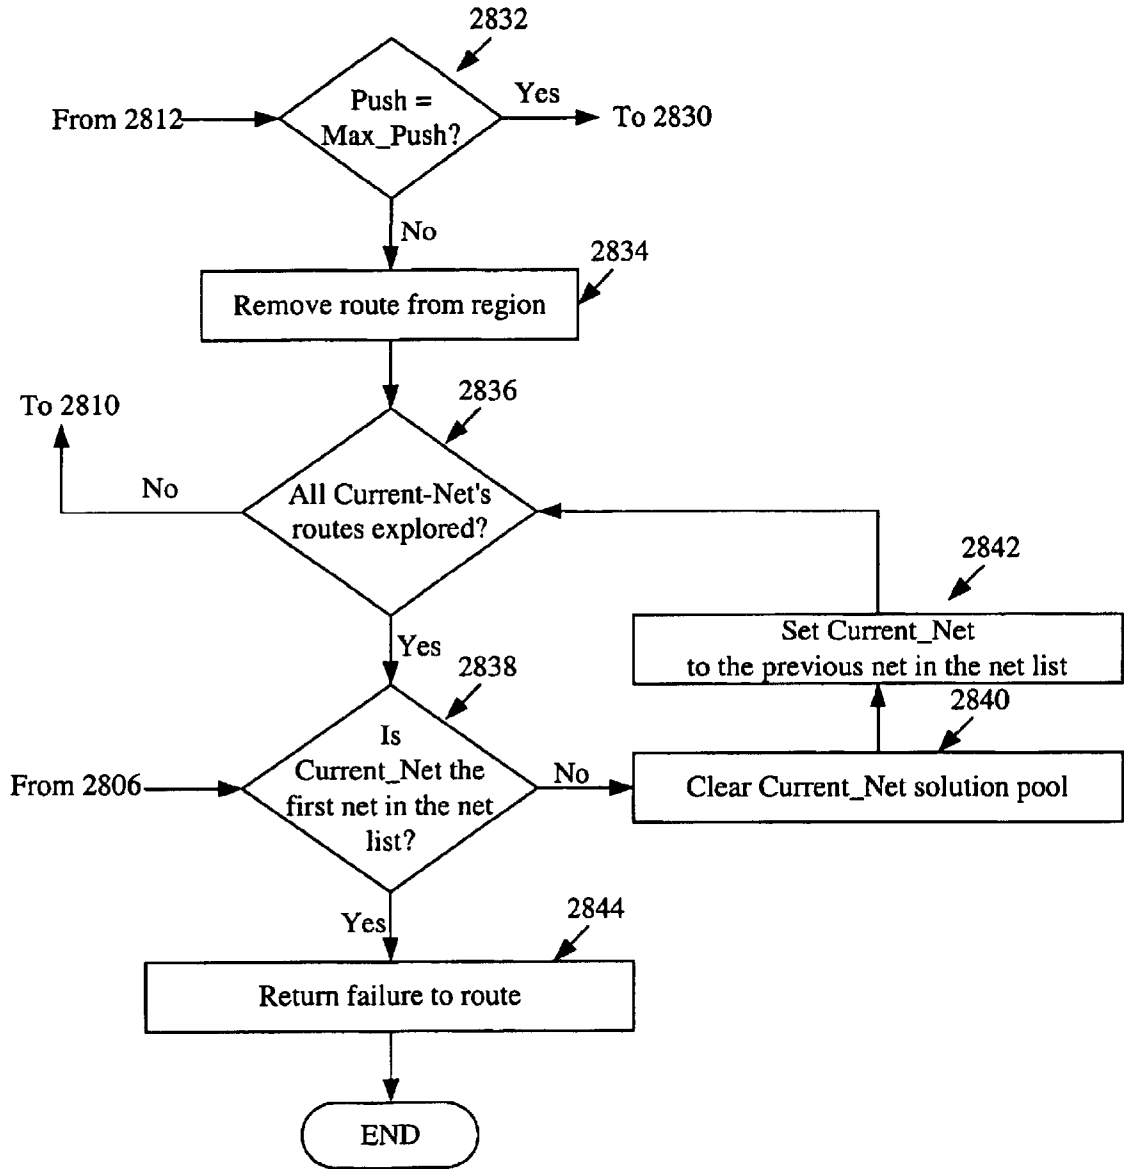 2832
Push =
Max_Push?
Yes
From 2812
To 2830
No
2834
Remove route from region
2836
To 2810
No
All Current-Net's
routes explored?
2842
Set Current_Net
to the previous net in the net list
Yes
2838
2840
Is
Current_Net the
first net in the net
list?
From 2806
No
Clear Current_Net solution pool
Yes
2844
Return failure to route
END